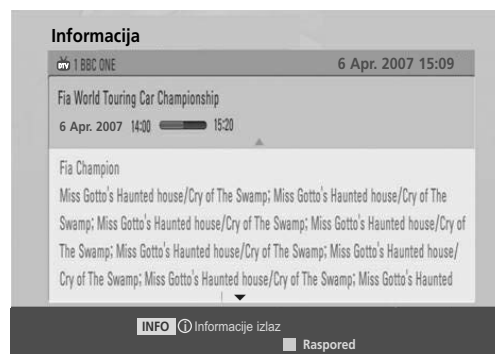 Informacija
DTV 1 BBC ONE 6 Apr. 2007 15:09
Fia World Touring Car Championship
6 Apr. 2007 14:00 15:20
Fia Champion
Miss Gotto's Haunted house/Cry of The Swamp; Miss Gotto's Haunted house/Cry of The
Swamp; Miss Gotto's Haunted house/Cry of The Swamp; Miss Gotto's Haunted house/Cry of
The Swamp; Miss Gotto's Haunted house/Cry of The Swamp; Miss Gotto's Haunted house/
Cry of The Swamp; Miss Gotto's Haunted house/Cry of The Swamp; Miss Gotto's Haunted
INFO i Informacije izlaz
Raspored